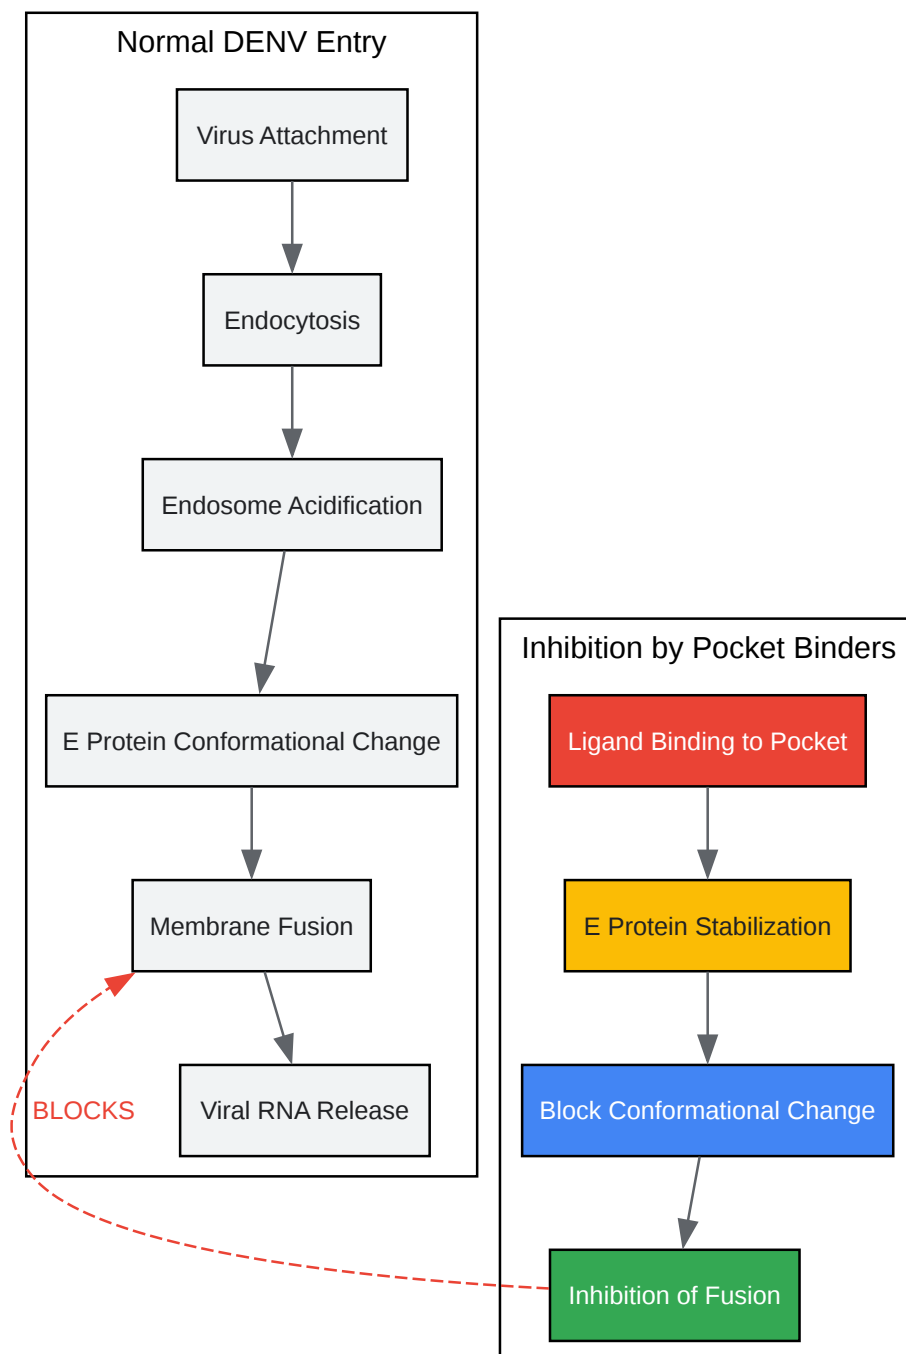 Normal DENV Entry
Virus Attachment
Endocytosis
Endosome Acidification
E Protein Conformational Change
Membrane Fusion
BLOCKS
Viral RNA Release
Inhibition by Pocket Binders
Ligand Binding to Pocket
E Protein Stabilization
Block Conformational Change
Inhibition of Fusion